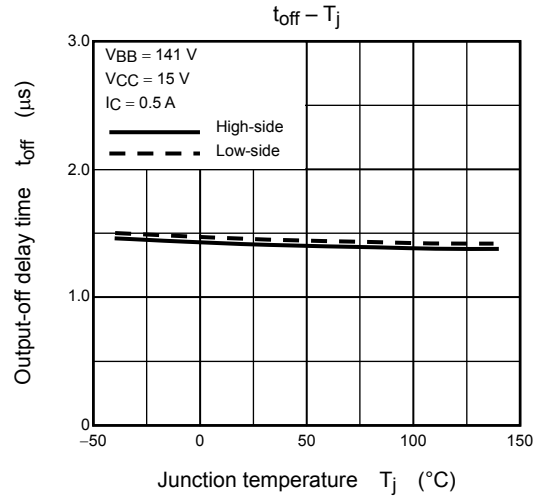 toff – Tj
3.0
VBB = 141 V
VCC = 15 V
IC = 0.5 A
High-side
Low-side
2.0
1.0
0
–50
0
50
100
150
Output-off delay time toff (μs)
Junction temperature Tj (°C)